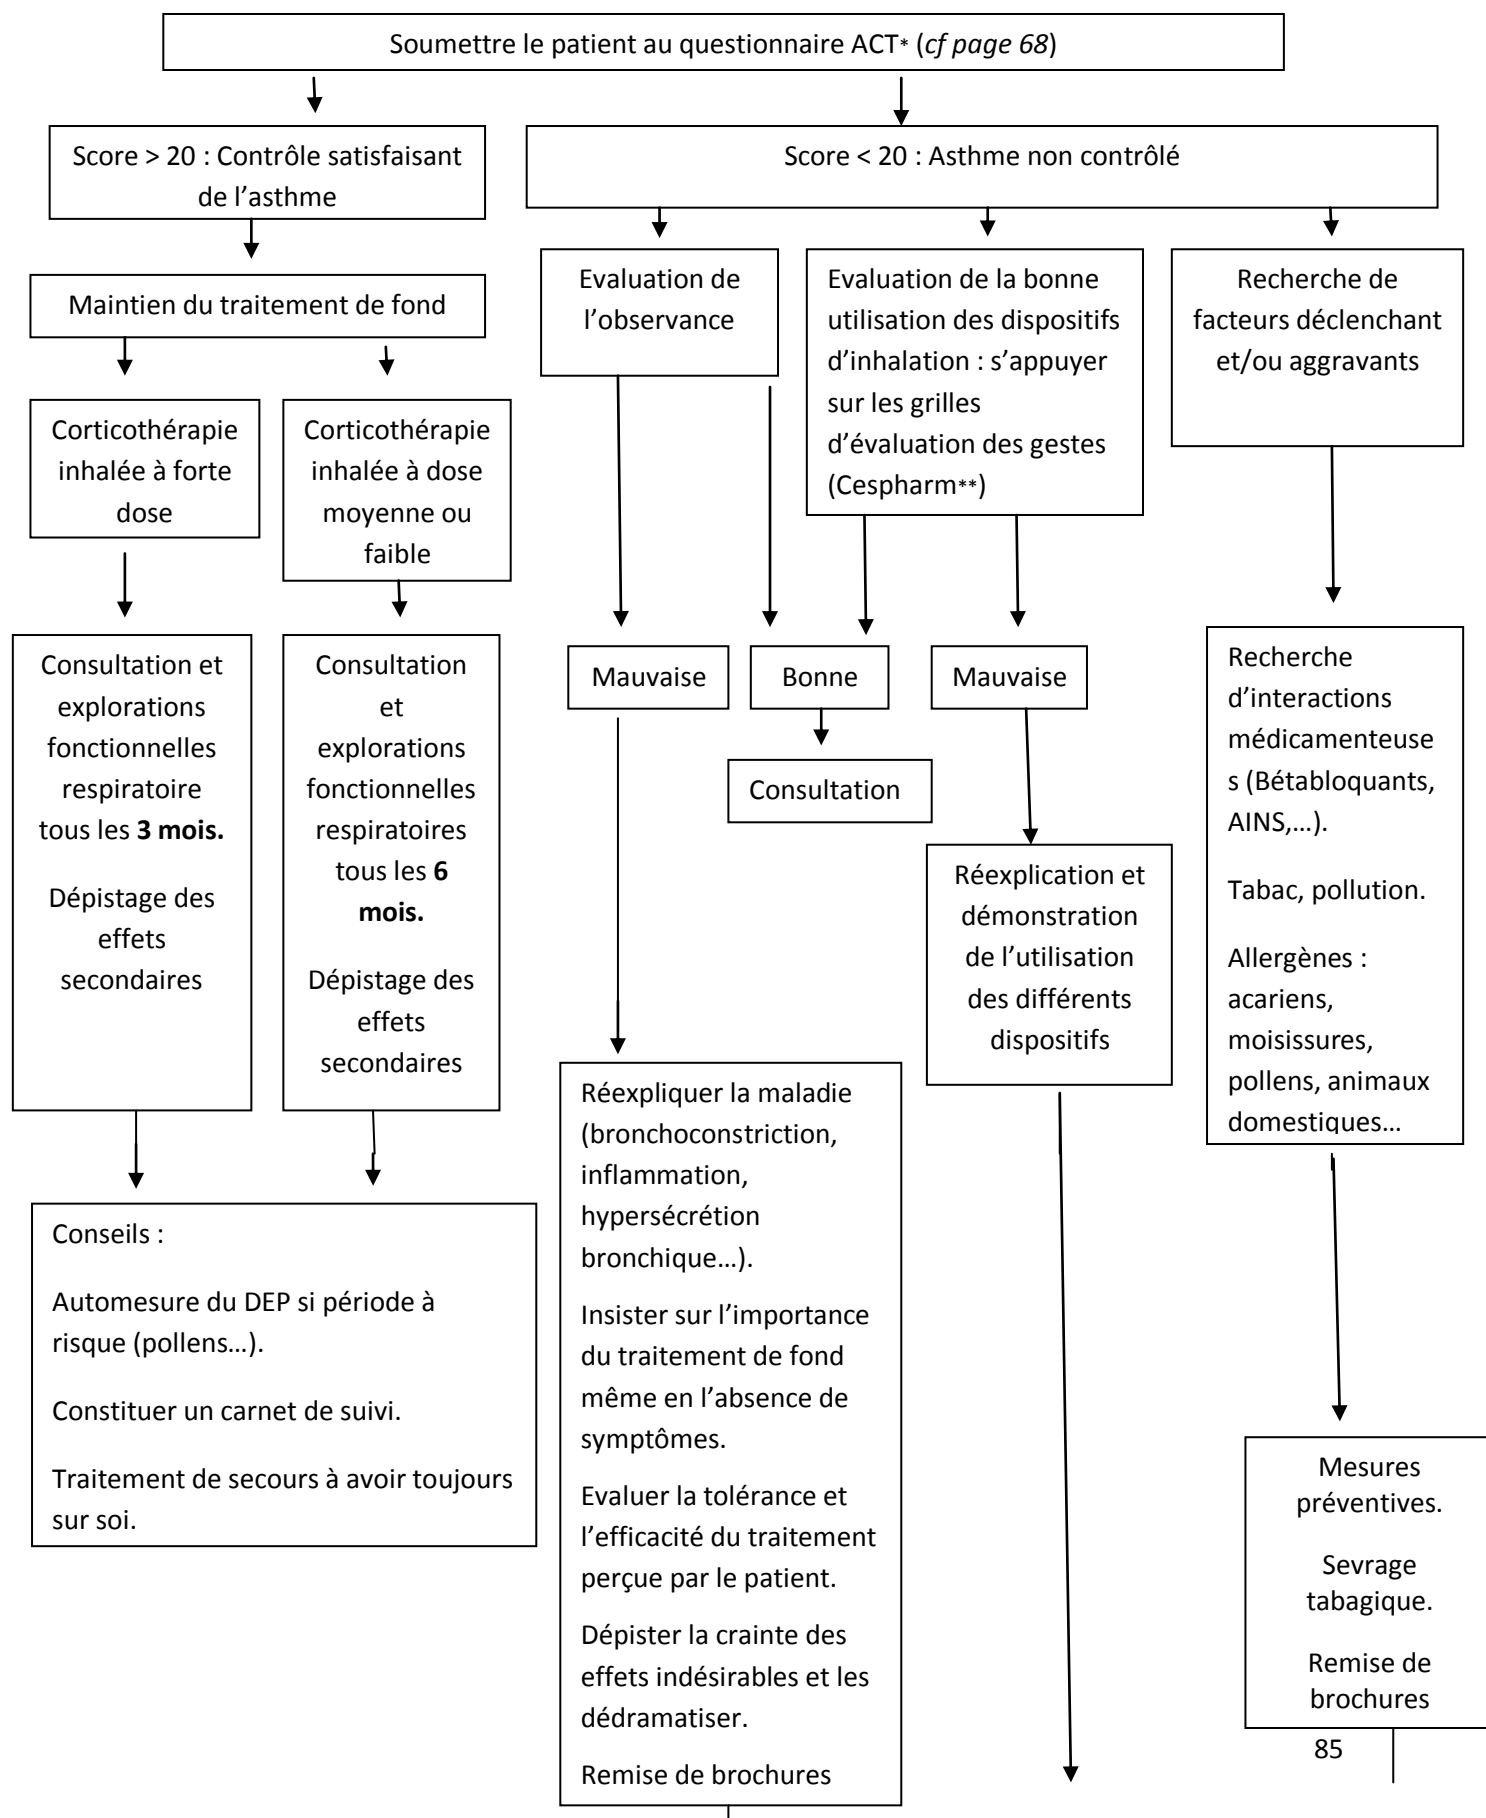 Soumettre le patient au questionnaire ACT* (cf page 68)
Score > 20 : Contrôle satisfaisant
de l’asthme
Score < 20 : Asthme non contrôlé
Maintien du traitement de fond
Corticothérapie
inhalée à forte
dose
Corticothérapie
inhalée à dose
moyenne ou
faible
Evaluation de
l’observance
Evaluation de la bonne
utilisation des dispositifs
d’inhalation : s’appuyer
sur les grilles
d’évaluation des gestes
(Cespharm**)
Recherche de
facteurs déclenchant
et/ou aggravants
Consultation et
explorations
fonctionnelles
respiratoire
tous les 3 mois.
Dépistage des
effets
secondaires
Consultation
et
explorations
fonctionnelles
respiratoires
tous les 6
mois.
Dépistage des
effets
secondaires
Mauvaise
Bonne
Mauvaise
Consultation
Réexplication et
démonstration
de l’utilisation
des différents
dispositifs
Recherche
d’interactions
médicamenteuse
s (Bétabloquants,
AINS,…).
Tabac, pollution.
Allergènes :
acariens,
moisissures,
pollens, animaux
domestiques…
Conseils :
Automesure du DEP si période à
risque (pollens…).
Constituer un carnet de suivi.
Traitement de secours à avoir toujours
sur soi.
Réexpliquer la maladie
(bronchoconstriction,
inflammation,
hypersécrétion
bronchique…).
Insister sur l’importance
du traitement de fond
même en l’absence de
symptômes.
Evaluer la tolérance et
l’efficacité du traitement
perçue par le patient.
Dépister la crainte des
effets indésirables et les
dédramatiser.
Remise de brochures
Mesures
préventives.
Sevrage
tabagique.
Remise de
brochures
85